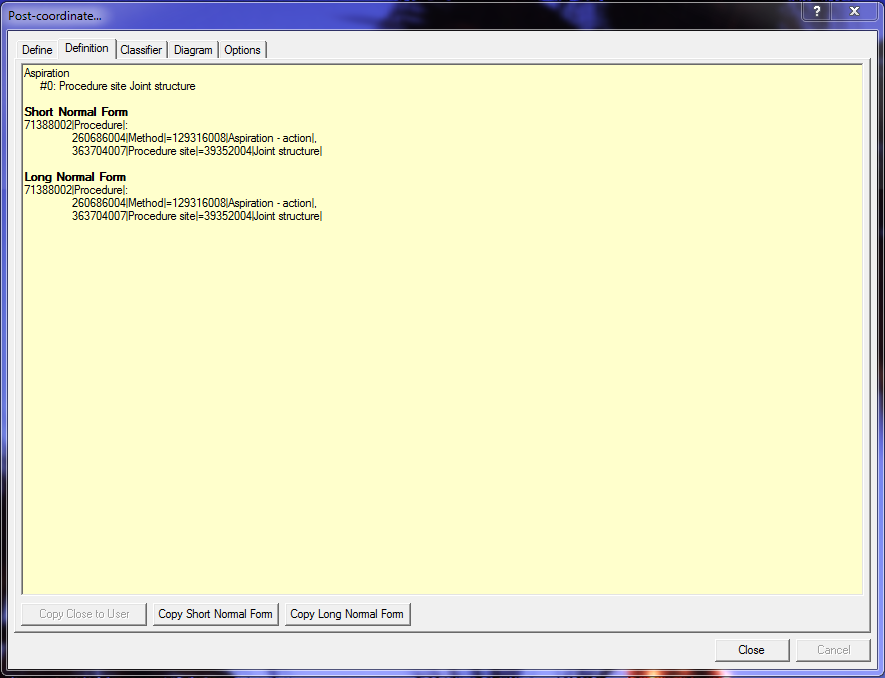 Post-coordinate...
?
Define Definition Classifier Diagram Options
Aspiration
#0: Procedure site Joint structure
Short Normal Form
71388002|Procedure|:
260686004|Method|=129316008|Aspiration - action|,
363704007|Procedure site|=39352004|Joint structure|
Long Normal Form
71388002|Procedure|:
260686004|Method|=129316008|Aspiration - action|,
363704007|Procedure site|=39352004|Joint structure|
Copy Close to User Copy Short Normal Form Copy Long Normal Form
Close Cancel